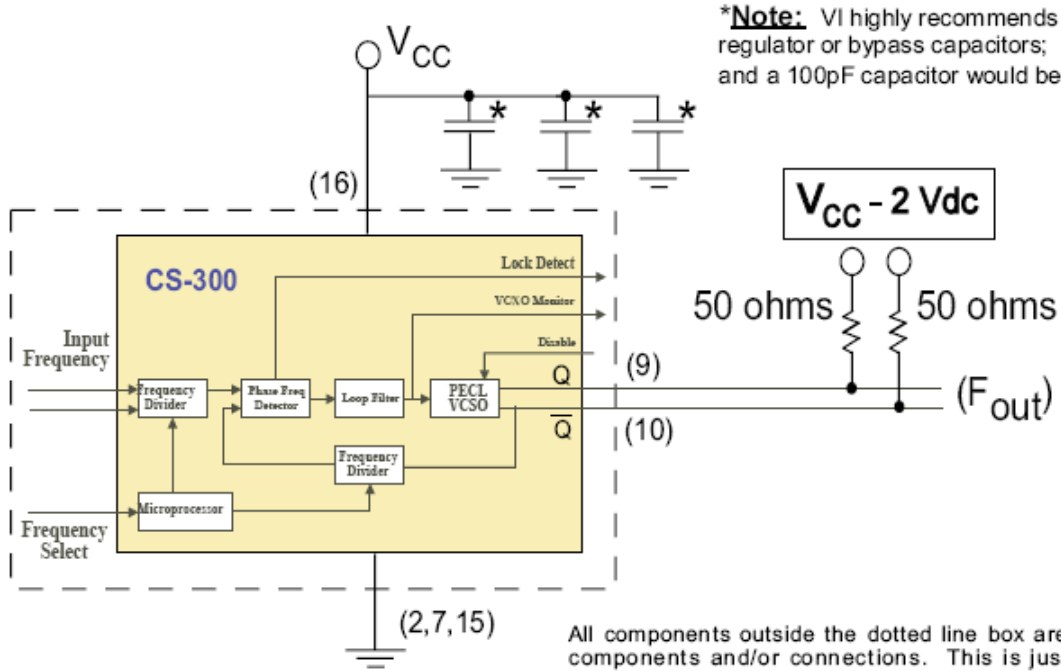 *Note: VI highly recommends
regulator or bypass capacitors;
and a 100pF capacitor would be
VCC
*
*
*
(16)
VCC - 2 Vdc
50 ohms
50 ohms
CS-300
Lock Detect
VCXO Monitor
Disable
Input
Frequency
Frequency
Divider
Phase Freq
Detector
Loop Filter
PECL
VCSO
Q
(9)
Q̅
(10)
(Fout)
Frequency
Divider
Microprocessor
Frequency
Select
(2,7,15)
All components outside the dotted line box are
components and/or connections. This is jus